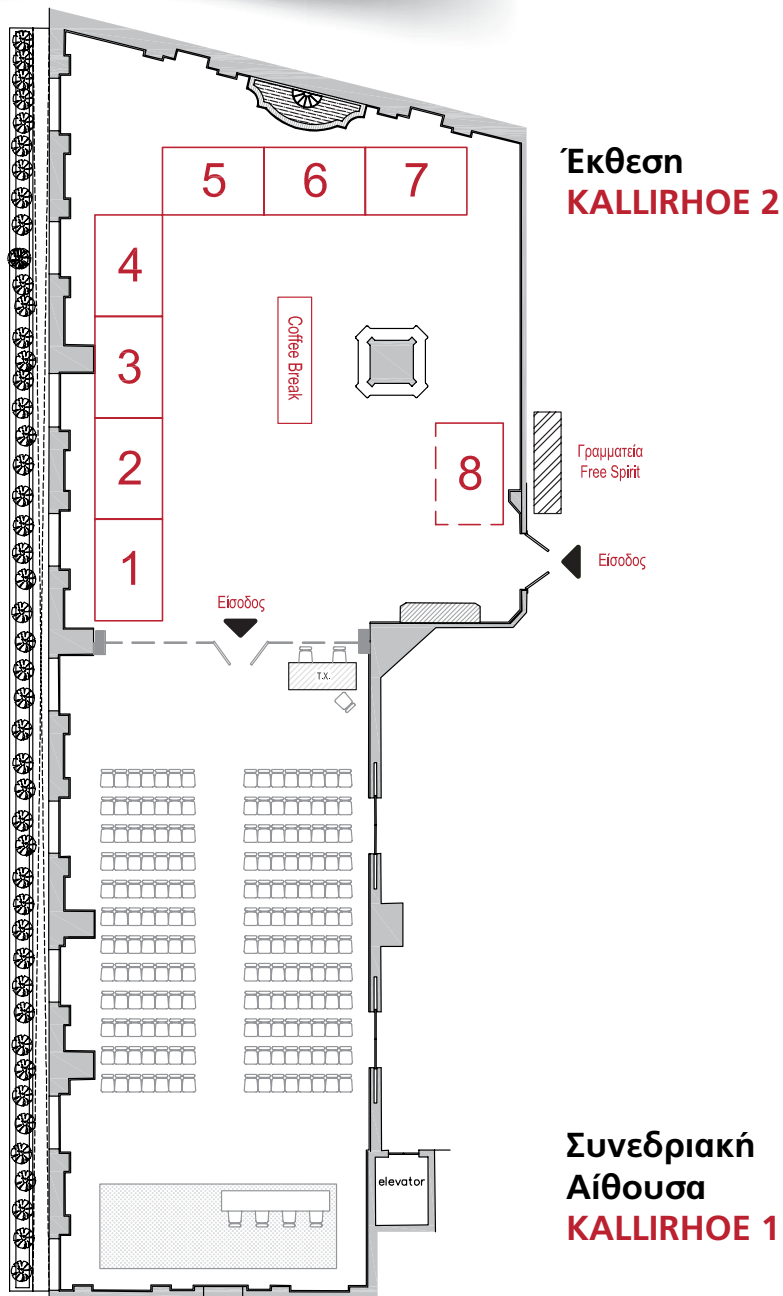 Έκθεση
KALLIRHOE 2
5 6 7
4
3
2
1
Coffee Break
8
Γραμματεία
Free Spirit
Είσοδος
Είσοδος
T.X.
elevator
Συνεδριακή
Αίθουσα
KALLIRHOE 1